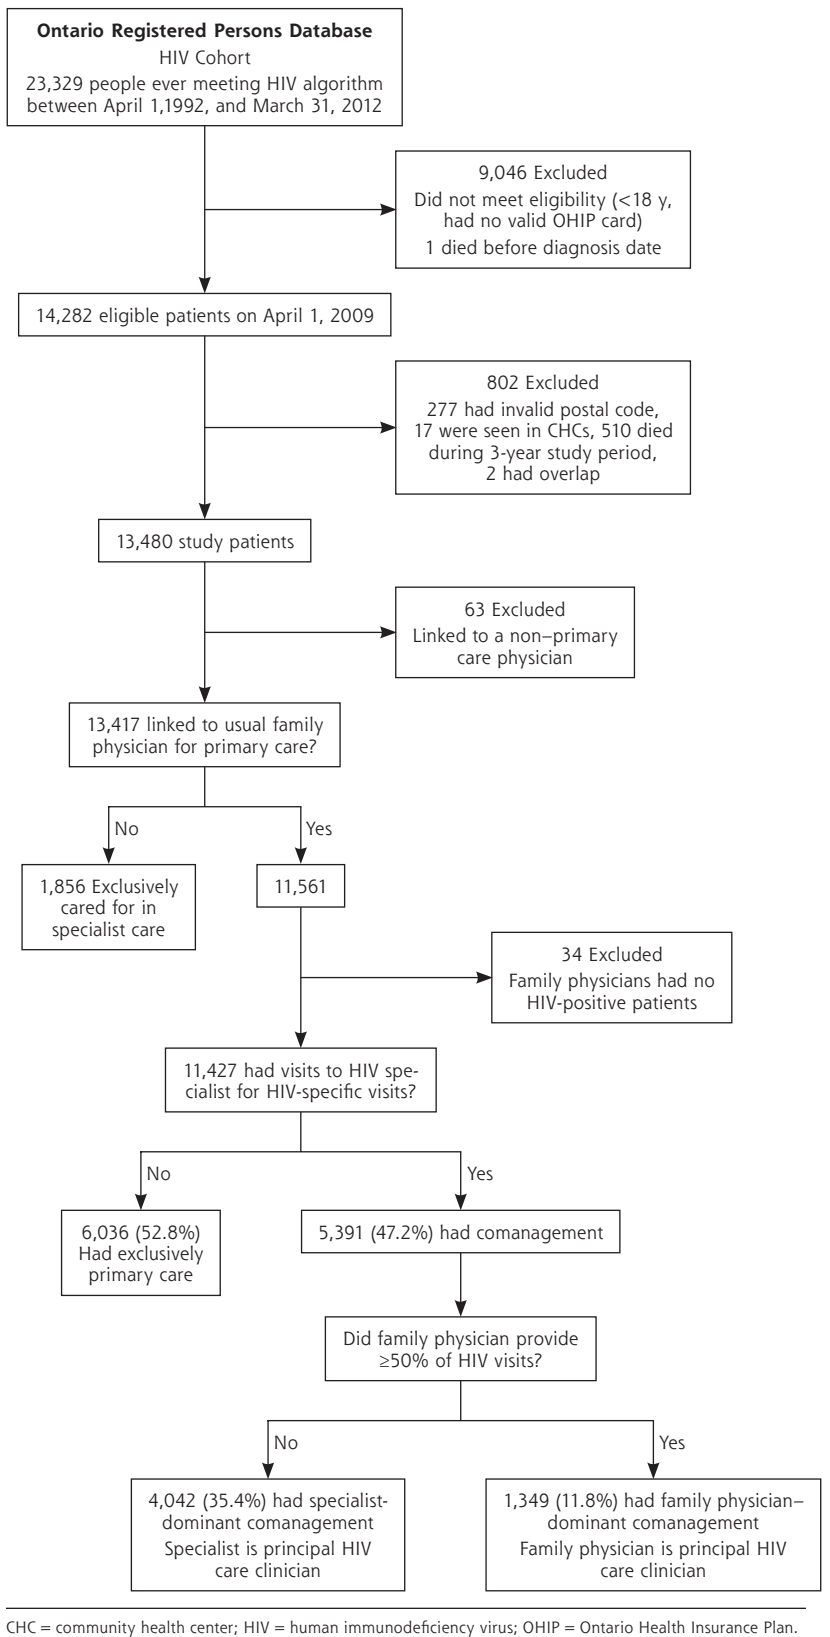 Ontario Registered Persons Database
HIV Cohort
23,329 people ever meeting HIV algorithm
between April 1,1992, and March 31, 2012
9,046 Excluded
Did not meet eligibility (<18 y,
had no valid OHIP card)
1 died before diagnosis date
14,282 eligible patients on April 1, 2009
802 Excluded
277 had invalid postal code,
17 were seen in CHCs, 510 died
during 3-year study period,
2 had overlap
13,480 study patients
63 Excluded
Linked to a non–primary
care physician
13,417 linked to usual family
physician for primary care?
No
Yes
1,856 Exclusively
cared for in
specialist care
11,561
34 Excluded
Family physicians had no
HIV-positive patients
11,427 had visits to HIV spe-
cialist for HIV-specific visits?
No
Yes
6,036 (52.8%)
Had exclusively
primary care
5,391 (47.2%) had comanagement
Did family physician provide
≥50% of HIV visits?
No
Yes
4,042 (35.4%) had specialist-
dominant comanagement
Specialist is principal HIV
care clinician
1,349 (11.8%) had family physician–
dominant comanagement
Family physician is principal HIV
care clinician
CHC = community health center; HIV = human immunodeficiency virus; OHIP = Ontario Health Insurance Plan.